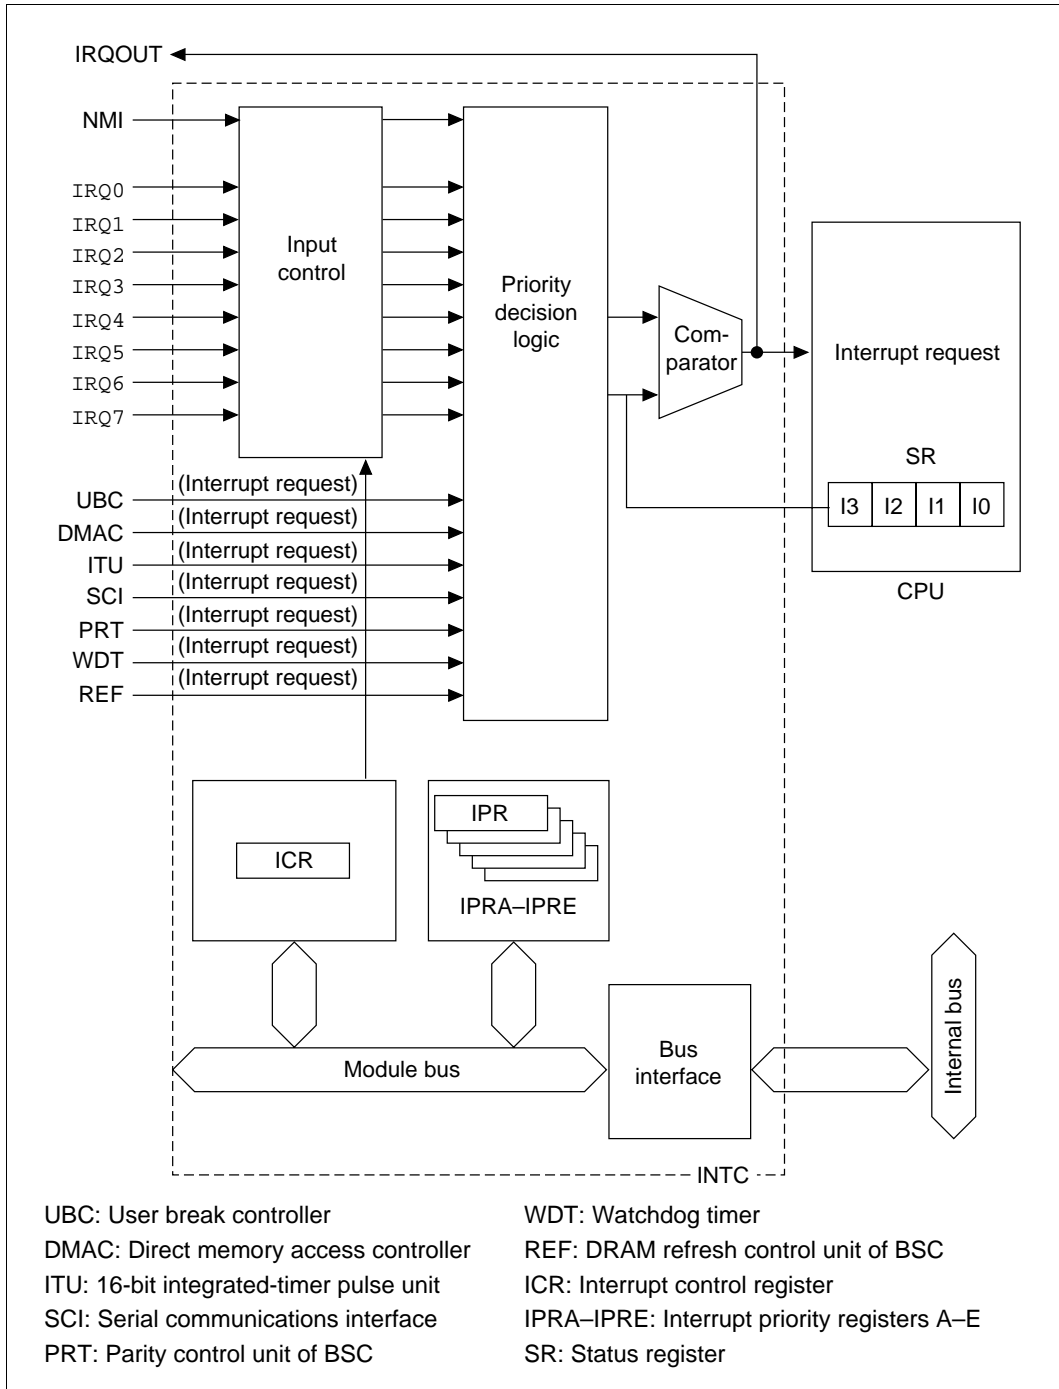 IRQOUT
NMI
IRQ0
IRQ1
IRQ2
IRQ3
IRQ4
IRQ5
IRQ6
IRQ7
Input
control
Priority
decision
logic
Com-
parator
Interrupt request
SR
I3 I2 I1 I0
CPU
(Interrupt request)
UBC
(Interrupt request)
DMAC
(Interrupt request)
ITU
(Interrupt request)
SCI
(Interrupt request)
PRT
(Interrupt request)
WDT
(Interrupt request)
REF
ICR
IPR
IPRA–IPRE
Module bus
Bus
interface
Internal bus
INTC
UBC: User break controller
DMAC: Direct memory access controller
ITU: 16-bit integrated-timer pulse unit
SCI: Serial communications interface
PRT: Parity control unit of BSC
WDT: Watchdog timer
REF: DRAM refresh control unit of BSC
ICR: Interrupt control register
IPRA–IPRE: Interrupt priority registers A–E
SR: Status register